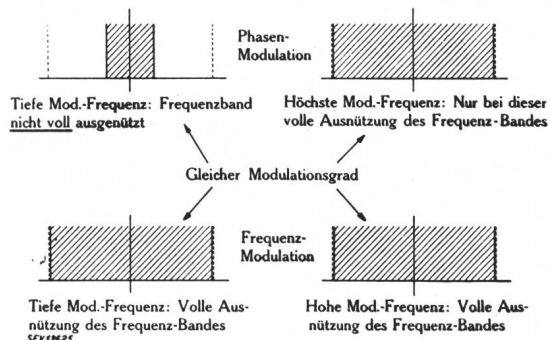 Phasen-
Modulation
Tiefe Mod.-Frequenz: Frequenzband
nicht voll ausgenützt
Höchste Mod.-Frequenz: Nur bei dieser
volle Ausnützung des Frequenz-Bandes
Gleicher Modulationsgrad
Frequenz-
Modulation
Tiefe Mod.-Frequenz: Volle Aus-
nützung des Frequenz-Bandes
Hohe Mod.-Frequenz: Volle Aus-
nützung des Frequenz-Bandes